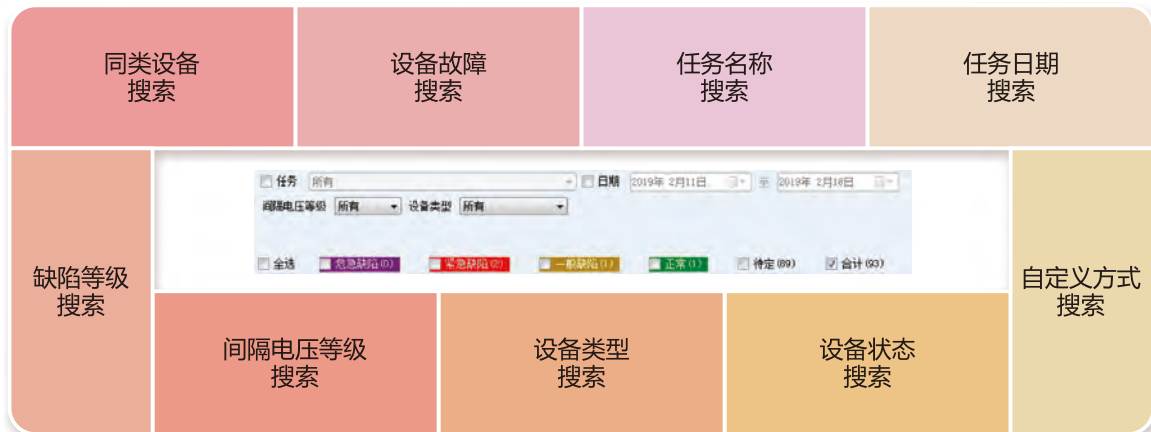 同类设备
搜索
设备故障
搜索
任务名称
搜索
任务日期
搜索
缺陷等级
搜索
任务 所有 日期 2019年 2月11日 至 2019年 2月18日
间隔电压等级 所有 设备类型 所有
全选 危急缺陷(0) 紧急缺陷(2) 一般缺陷(1) 正常(1) 待定(89) 合计(93)
自定义方式
搜索
间隔电压等级
搜索
设备类型
搜索
设备状态
搜索